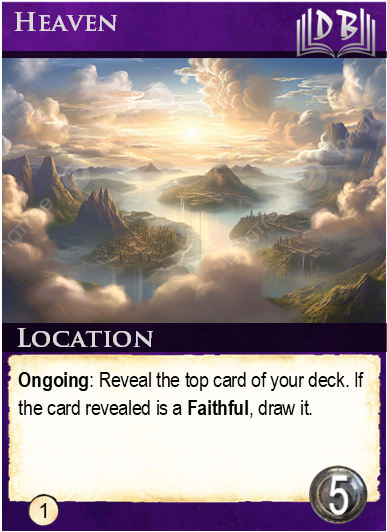 Heaven
DB
Location
Ongoing: Reveal the top card of your deck. If
the card revealed is a Faithful, draw it.
1
5